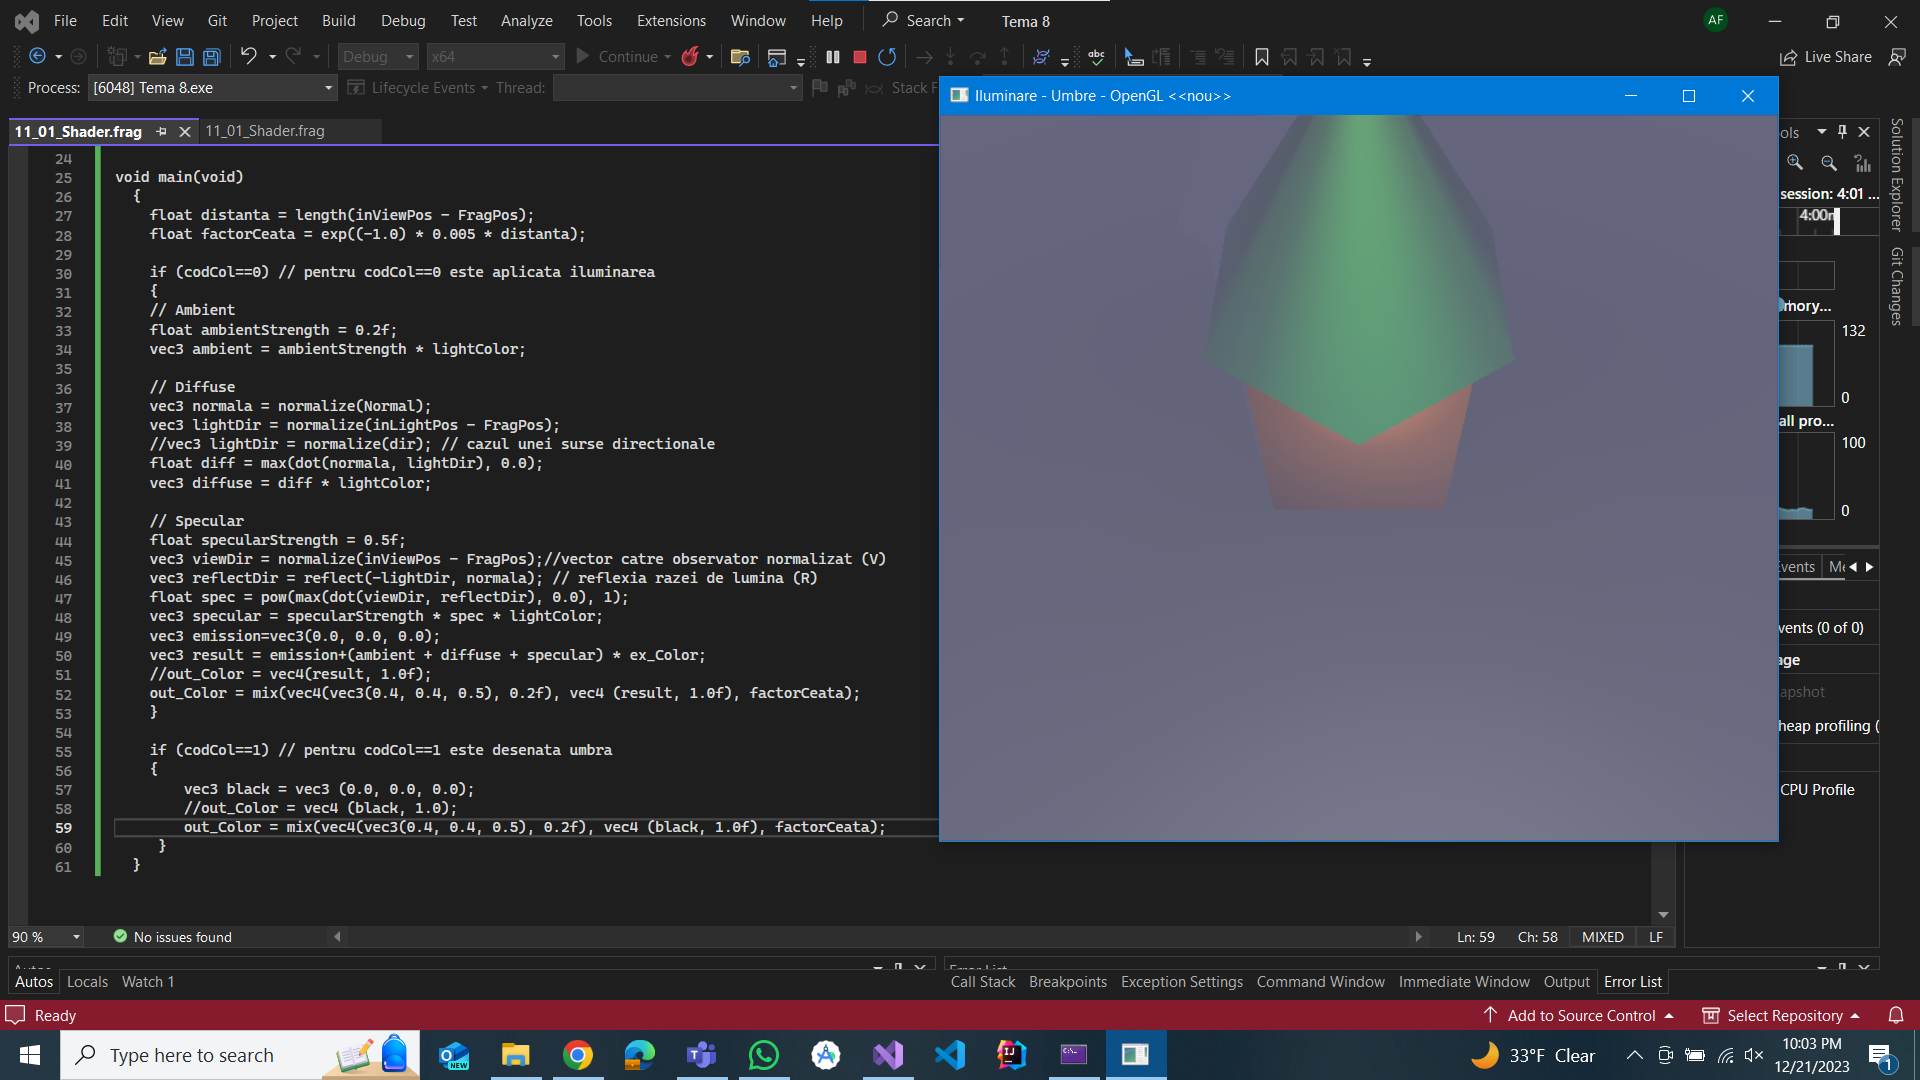 File Edit View Git Project Build Debug Test Analyze Tools Extensions Window Help Search Tema 8 AF
Debug x64 Continue abc Live Share
Process: [6048] Tema 8.exe Lifecycle Events Thread: Stack F
Iluminare - Umbre - OpenGL <<nou>>
11_01_Shader.frag 11_01_Shader.frag
24
25 void main(void)
26 {
27 float distanta = length(inViewPos - FragPos);
28 float factorCeata = exp((-1.0) * 0.005 * distanta);
29
30 if (codCol==0) // pentru codCol==0 este aplicata iluminarea
31 {
32 // Ambient
33 float ambientStrength = 0.2f;
34 vec3 ambient = ambientStrength * lightColor;
35
36 // Diffuse
37 vec3 normala = normalize(Normal);
38 vec3 lightDir = normalize(inLightPos - FragPos);
39 //vec3 lightDir = normalize(dir); // cazul unei surse directionale
40 float diff = max(dot(normala, lightDir), 0.0);
41 vec3 diffuse = diff * lightColor;
42
43 // Specular
44 float specularStrength = 0.5f;
45 vec3 viewDir = normalize(inViewPos - FragPos);//vector catre observator normalizat (V)
46 vec3 reflectDir = reflect(-lightDir, normala); // reflexia razei de lumina (R)
47 float spec = pow(max(dot(viewDir, reflectDir), 0.0), 1);
48 vec3 specular = specularStrength * spec * lightColor;
49 vec3 emission=vec3(0.0, 0.0, 0.0);
50 vec3 result = emission+(ambient + diffuse + specular) * ex_Color;
51 //out_Color = vec4(result, 1.0f);
52 out_Color = mix(vec4(vec3(0.4, 0.4, 0.5), 0.2f), vec4 (result, 1.0f), factorCeata);
53 }
54
55 if (codCol==1) // pentru codCol==1 este desenata umbra
56 {
57 vec3 black = vec3 (0.0, 0.0, 0.0);
58 //out_Color = vec4 (black, 1.0);
59 out_Color = mix(vec4(vec3(0.4, 0.4, 0.5), 0.2f), vec4 (black, 1.0f), factorCeata);
60 }
61 }
ols
session: 4:01 ...
4:00m
mory...
132
0
all pro...
100
0
vents Me
vents (0 of 0)
age
apshot
heap profiling (
CPU Profile
Solution Explorer
Git Changes
90 % No issues found Ln: 59 Ch: 58 MIXED LF
Autos Error List
Autos Locals Watch 1 Call Stack Breakpoints Exception Settings Command Window Immediate Window Output Error List
Ready Add to Source Control Select Repository
Type here to search NEW 33°F Clear 10:03 PM
12/21/2023 1